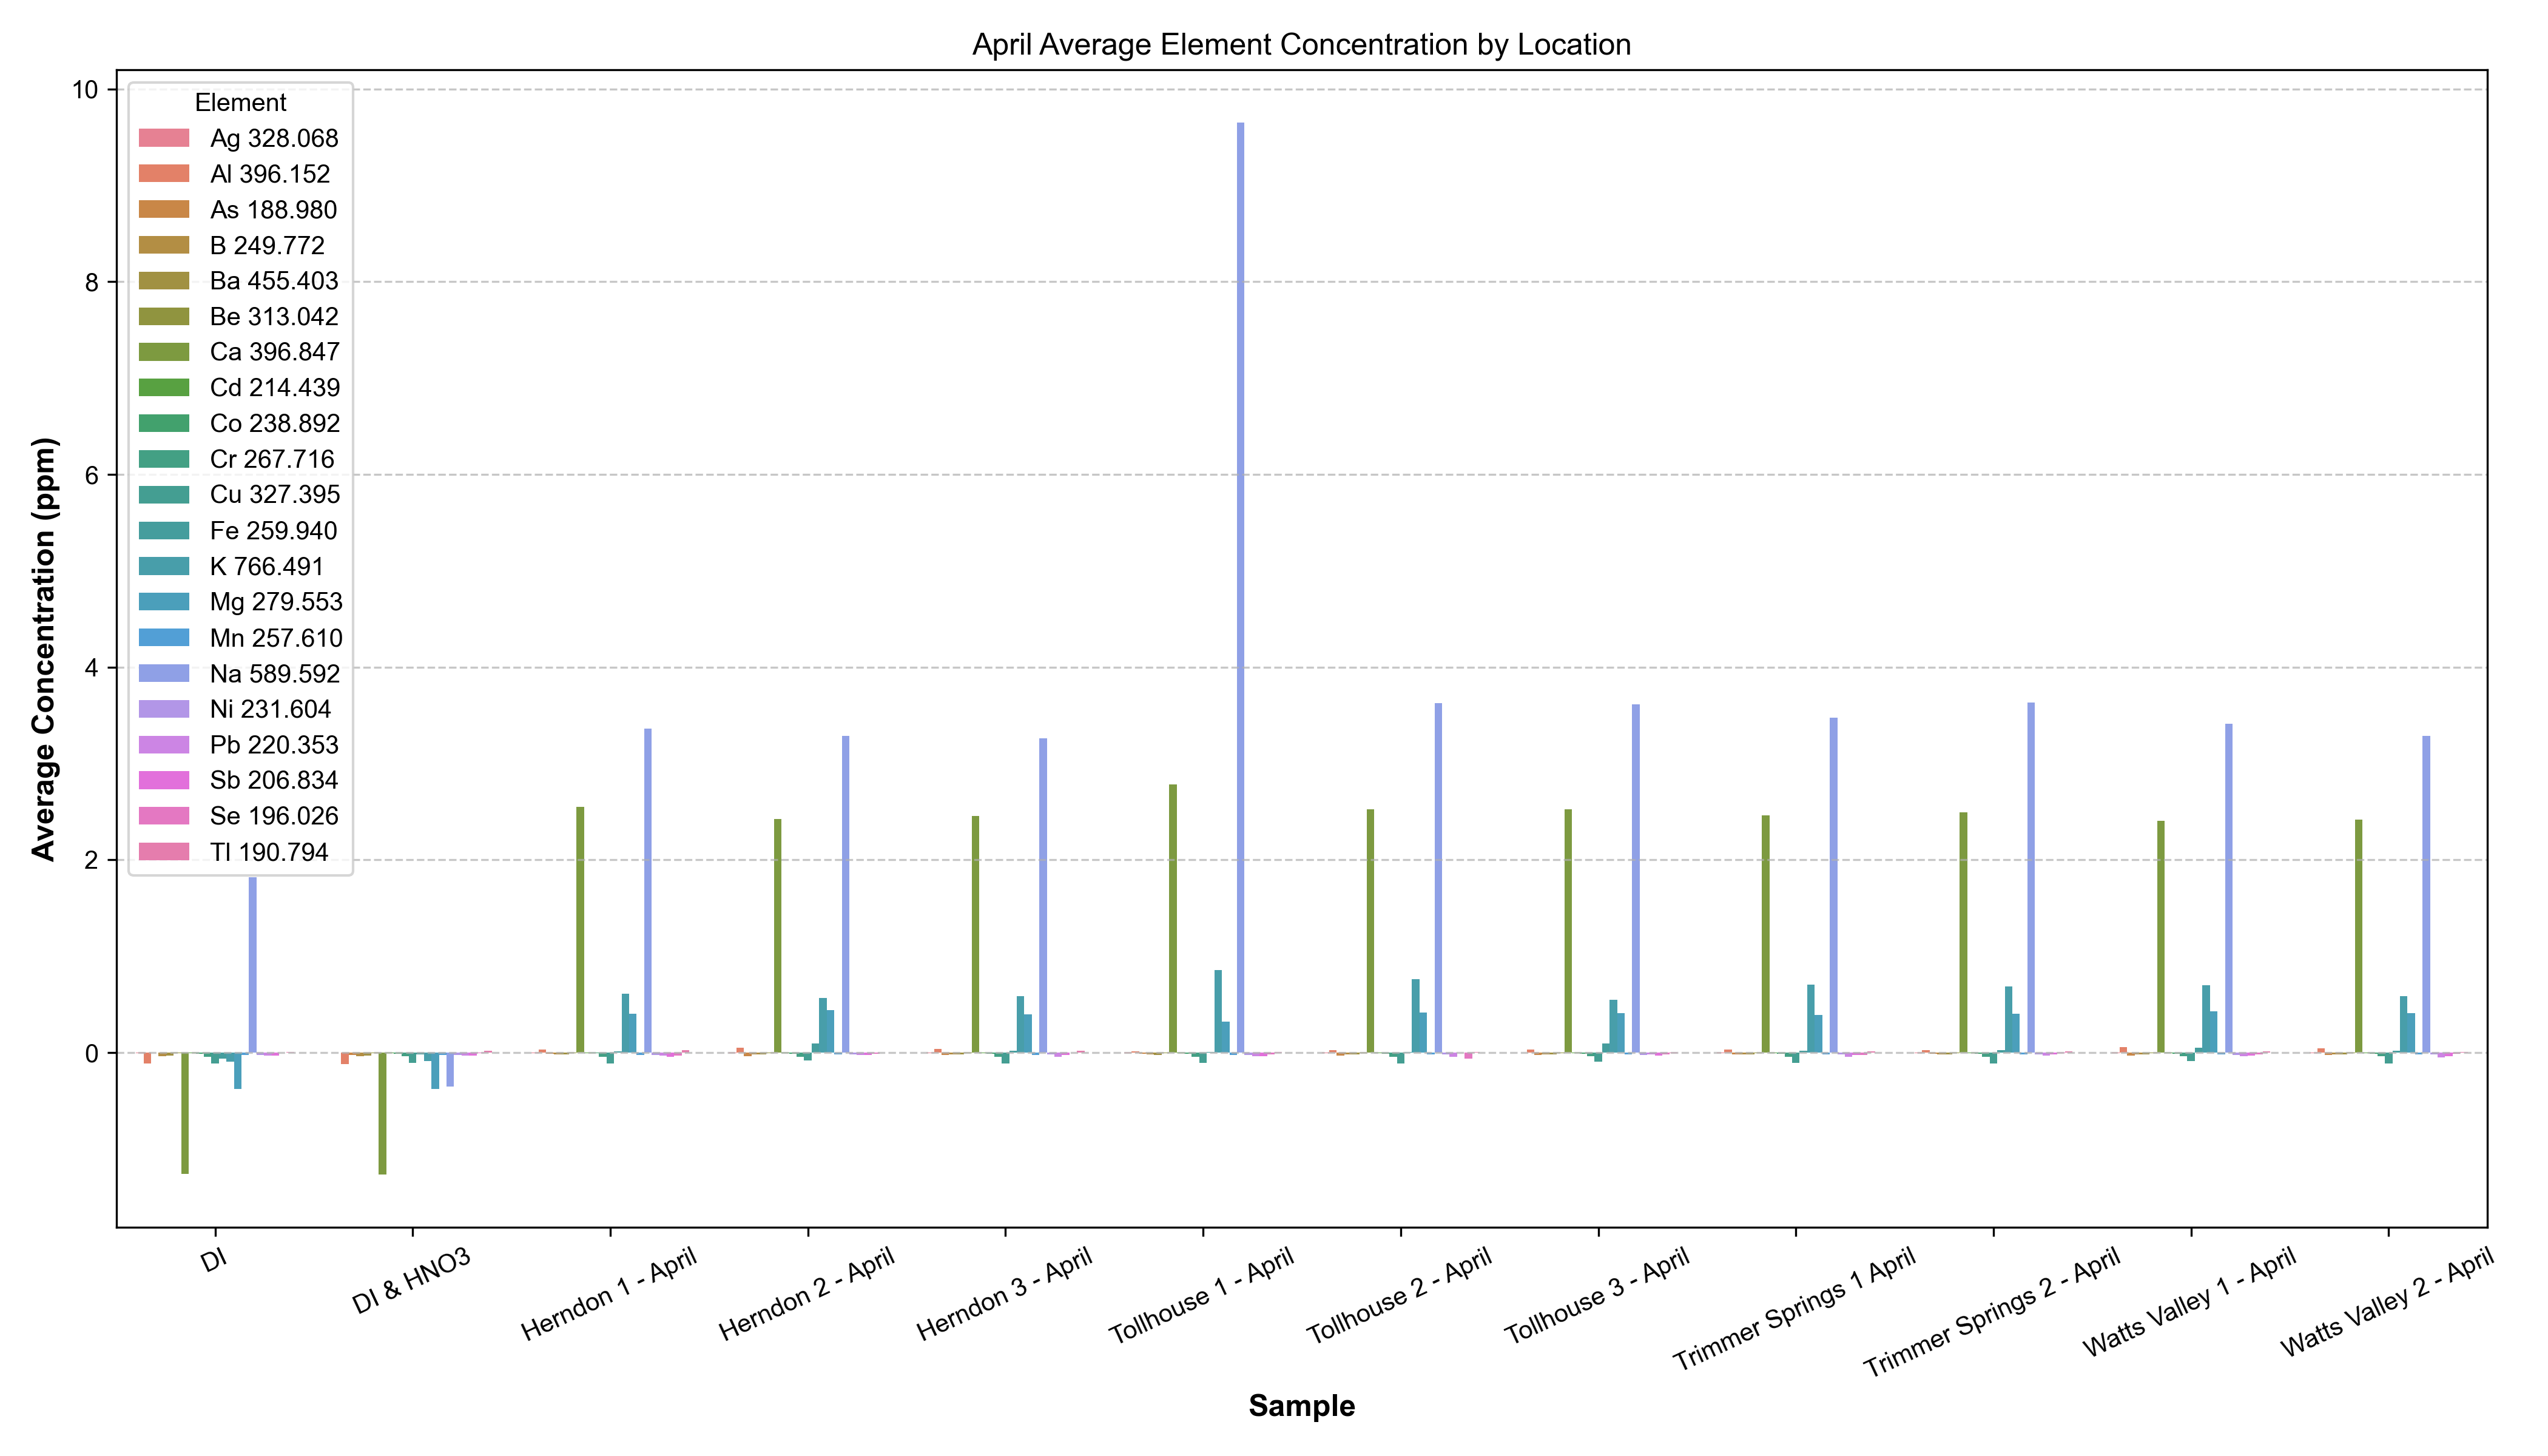 April Average Element Concentration by Location
Average Concentration (ppm)
10
8
6
4
2
0
Element
Ag 328.068
Al 396.152
As 188.980
B 249.772
Ba 455.403
Be 313.042
Ca 396.847
Cd 214.439
Co 238.892
Cr 267.716
Cu 327.395
Fe 259.940
K 766.491
Mg 279.553
Mn 257.610
Na 589.592
Ni 231.604
Pb 220.353
Sb 206.834
Se 196.026
Tl 190.794
DI
DI & HNO3
Herndon 1 - April
Herndon 2 - April
Herndon 3 - April
Tollhouse 1 - April
Tollhouse 2 - April
Tollhouse 3 - April
Trimmer Springs 1 April
Trimmer Springs 2 - April
Watts Valley 1 - April
Watts Valley 2 - April
Sample